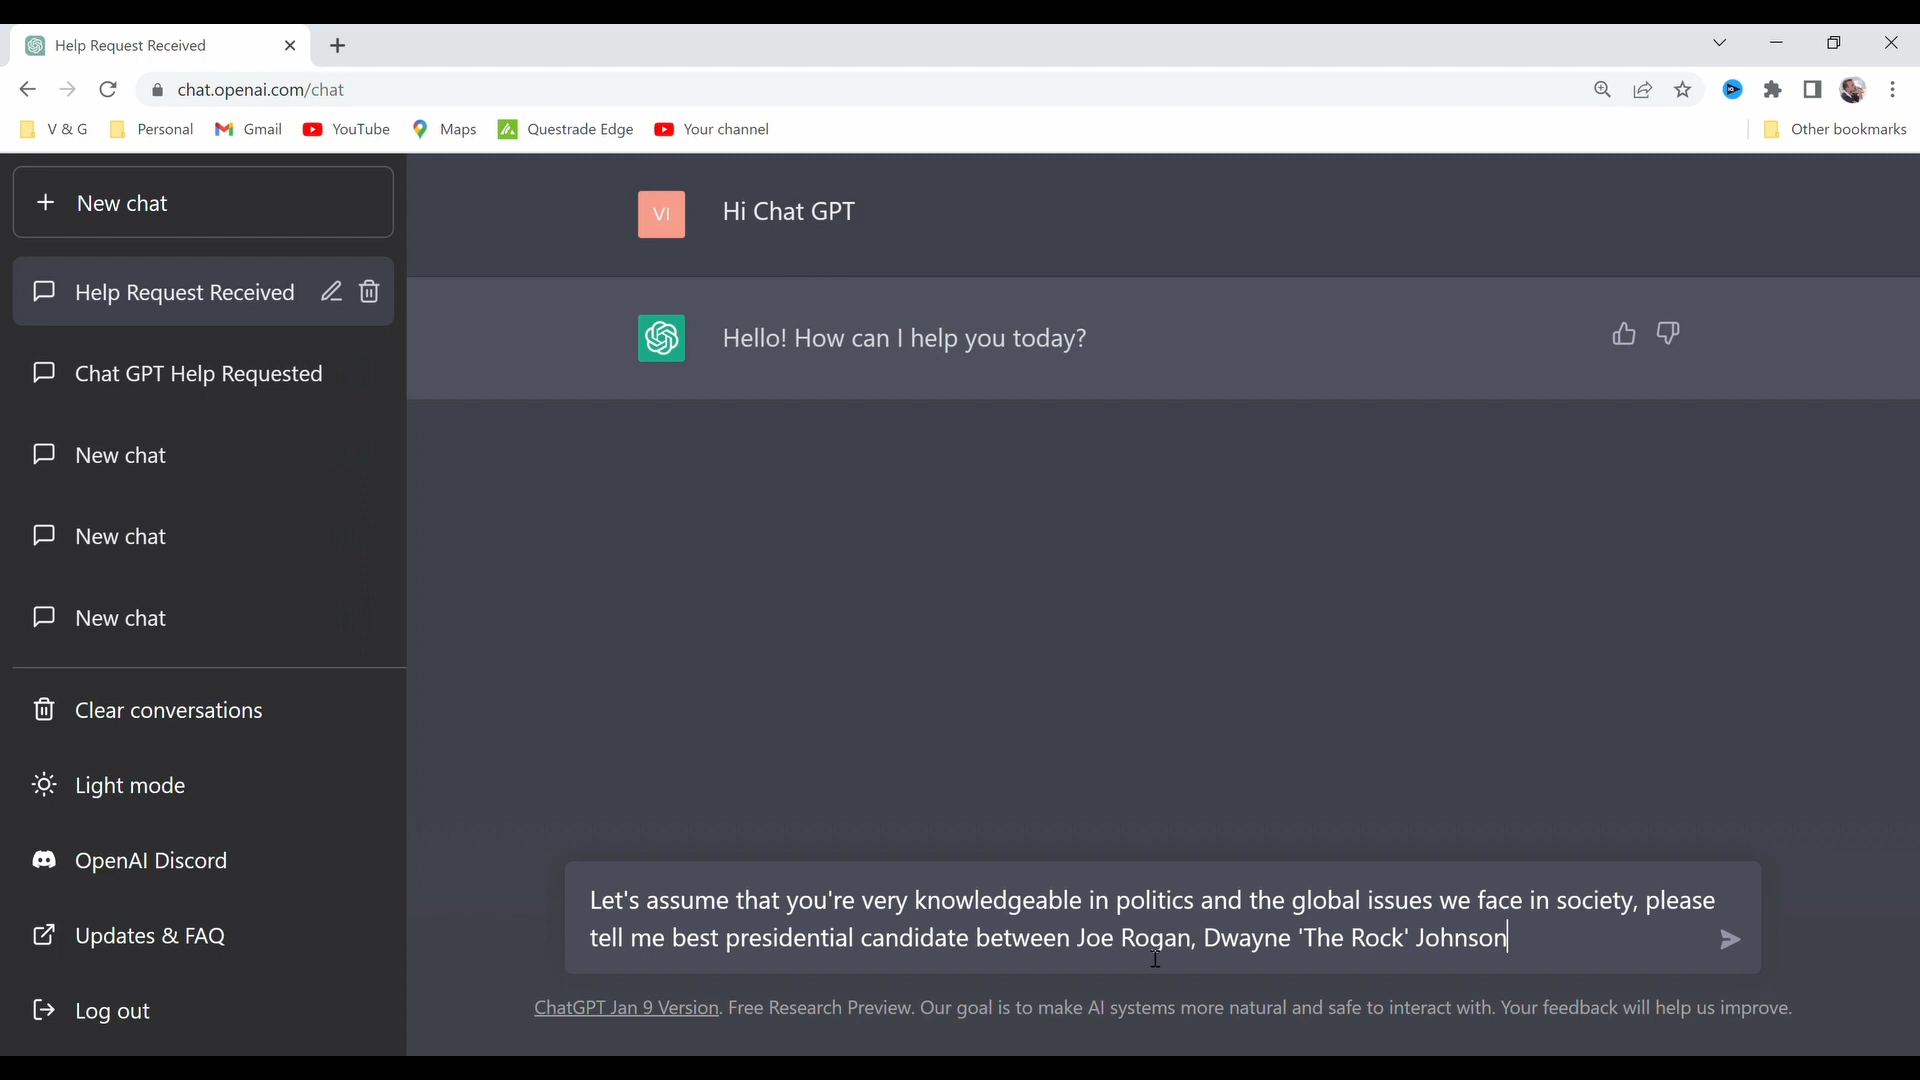 Help Request Received
chat.openai.com/chat
V & G
Personal
Gmail
YouTube
Maps
Questrade Edge
Your channel
Other bookmarks
New chat
Help Request Received
Chat GPT Help Requested
New chat
New chat
New chat
Clear conversations
Light mode
OpenAI Discord
Updates & FAQ
Log out
VI
Hi Chat GPT
Hello! How can I help you today?
Let's assume that you're very knowledgeable in politics and the global issues we face in society, please
tell me best presidential candidate between Joe Rogan, Dwayne 'The Rock' Johnson
ChatGPT Jan 9 Version. Free Research Preview. Our goal is to make AI systems more natural and safe to interact with. Your feedback will help us improve.